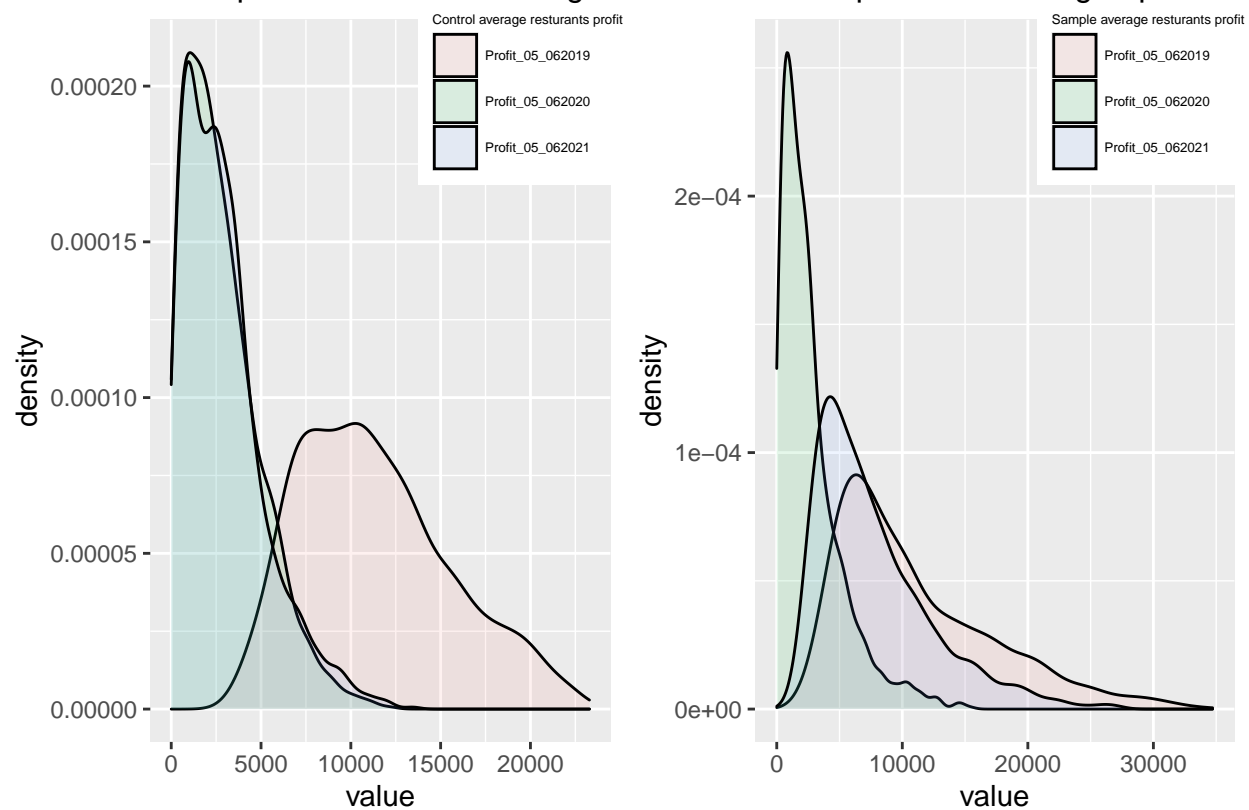 Control average resturants profit
Profit_05_062019
Profit_05_062020
Profit_05_062021
0.00020
0.00015
0.00010
0.00005
0.00000
density
0 5000 10000 15000 20000
value
Sample average resturants profit
Profit_05_062019
Profit_05_062020
Profit_05_062021
2e−04
1e−04
0e+00
density
0 10000 20000 30000
value